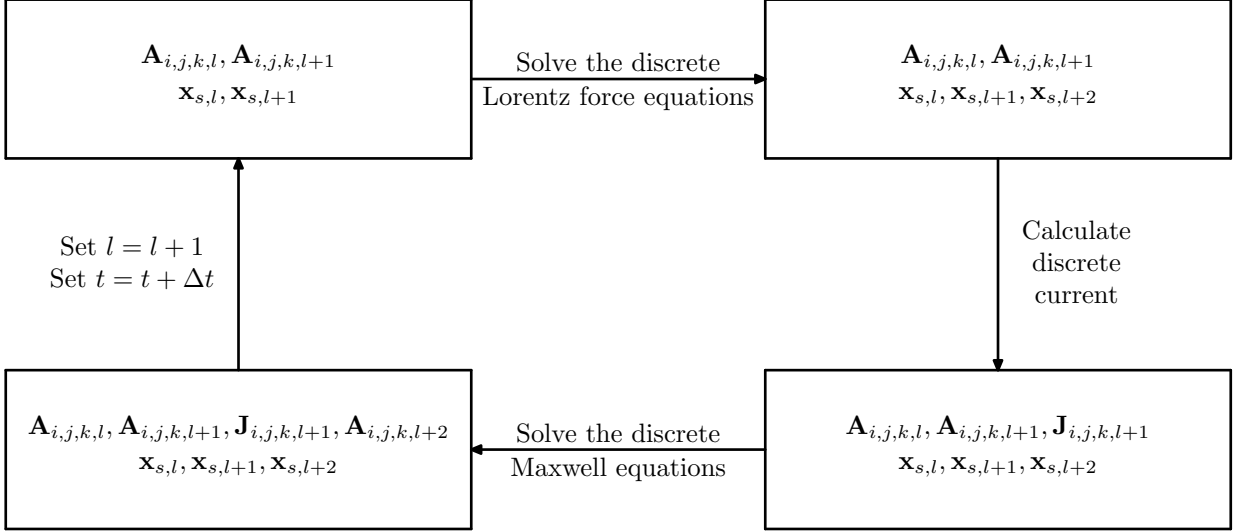 𝐀_{i,j,k,l}, 𝐀_{i,j,k,l+1}
𝐱_{s,l}, 𝐱_{s,l+1}
Solve the discrete
Lorentz force equations
𝐀_{i,j,k,l}, 𝐀_{i,j,k,l+1}
𝐱_{s,l}, 𝐱_{s,l+1}, 𝐱_{s,l+2}
Set l = l + 1
Set t = t + Δt
Calculate
discrete
current
𝐀_{i,j,k,l}, 𝐀_{i,j,k,l+1}, 𝐉_{i,j,k,l+1}, 𝐀_{i,j,k,l+2}
𝐱_{s,l}, 𝐱_{s,l+1}, 𝐱_{s,l+2}
Solve the discrete
Maxwell equations
𝐀_{i,j,k,l}, 𝐀_{i,j,k,l+1}, 𝐉_{i,j,k,l+1}
𝐱_{s,l}, 𝐱_{s,l+1}, 𝐱_{s,l+2}